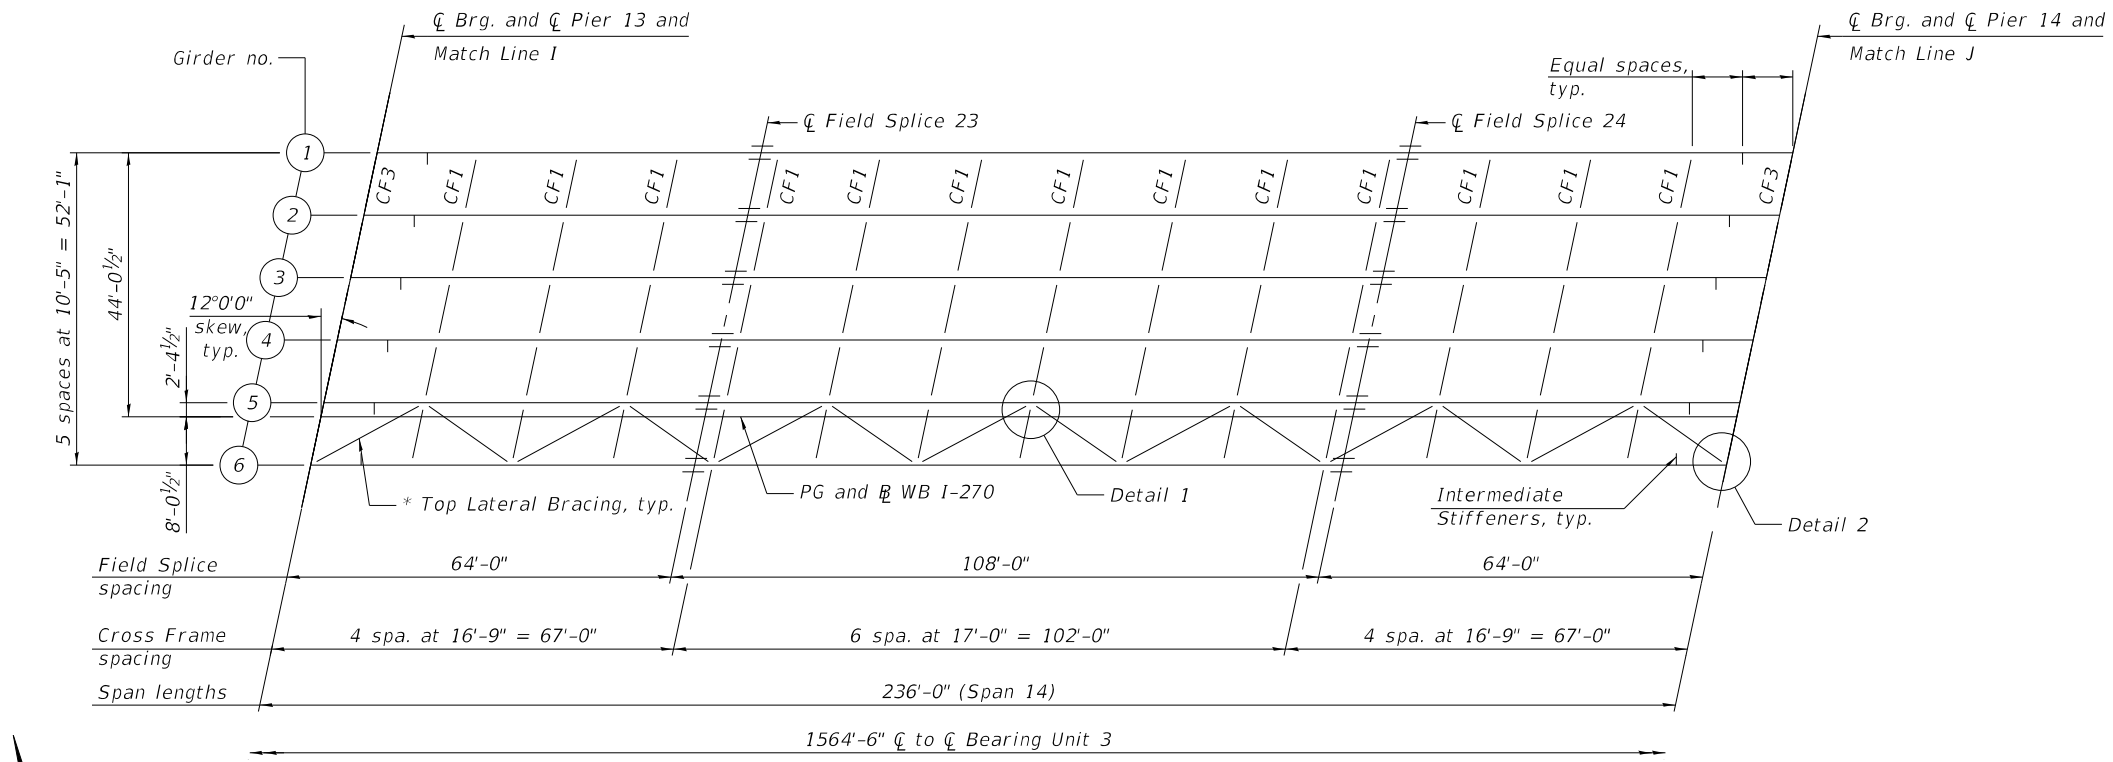 ℄ Brg. and ℄ Pier 13 and
Match Line I
℄ Brg. and ℄ Pier 14 and
Match Line J
Girder no.
Equal spaces,
typ.
℄ Field Splice 23
℄ Field Splice 24
1
2
3
4
5
6
CF3
CF1
CF1
CF1
CF1
CF1
CF1
CF1
CF1
CF1
CF1
CF1
CF1
CF1
CF3
5 spaces at 10'-5" = 52'-1"
44'-0½"
2'-4½"
8'-0½"
12°0'0"
skew,
typ.
* Top Lateral Bracing, typ.
PG and ⅊ WB I-270
Detail 1
Intermediate
Stiffeners, typ.
Detail 2
Field Splice
spacing
64'-0"
108'-0"
64'-0"
Cross Frame
spacing
4 spa. at 16'-9" = 67'-0"
6 spa. at 17'-0" = 102'-0"
4 spa. at 16'-9" = 67'-0"
Span lengths
236'-0" (Span 14)
1564'-6" ℄ to ℄ Bearing Unit 3